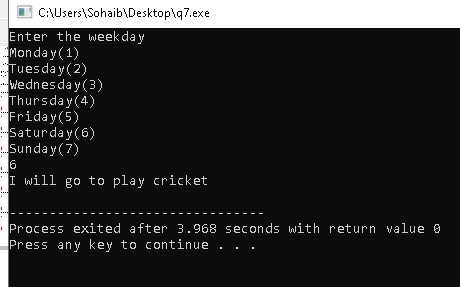 C:\Users\Sohaib\Desktop\q7.exe
Enter the weekday
Monday(1)
Tuesday(2)
Wednesday(3)
Thursday(4)
Friday(5)
Saturday(6)
Sunday(7)
6
I will go to play cricket
--------------------------------
Process exited after 3.968 seconds with return value 0
Press any key to continue . . .